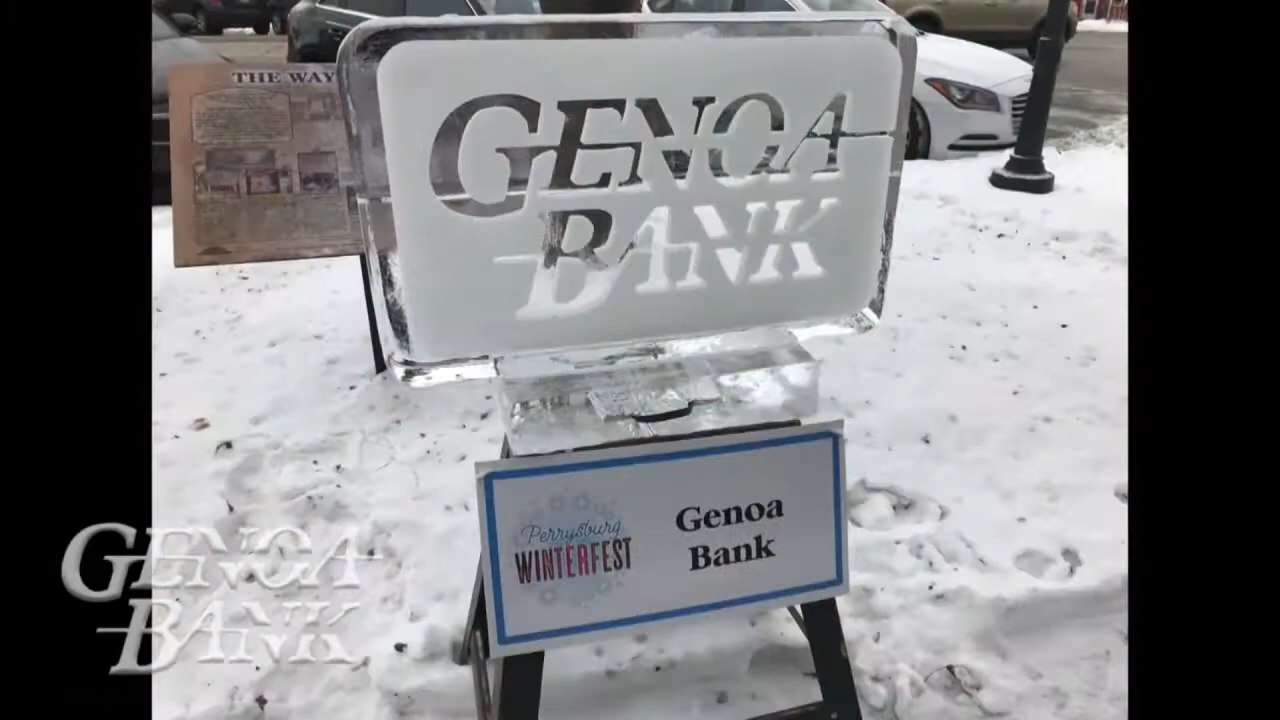 THE WAY
GENOA
BANK
Perrysburg
WINTERFEST
Genoa
Bank
GENOA
BANK